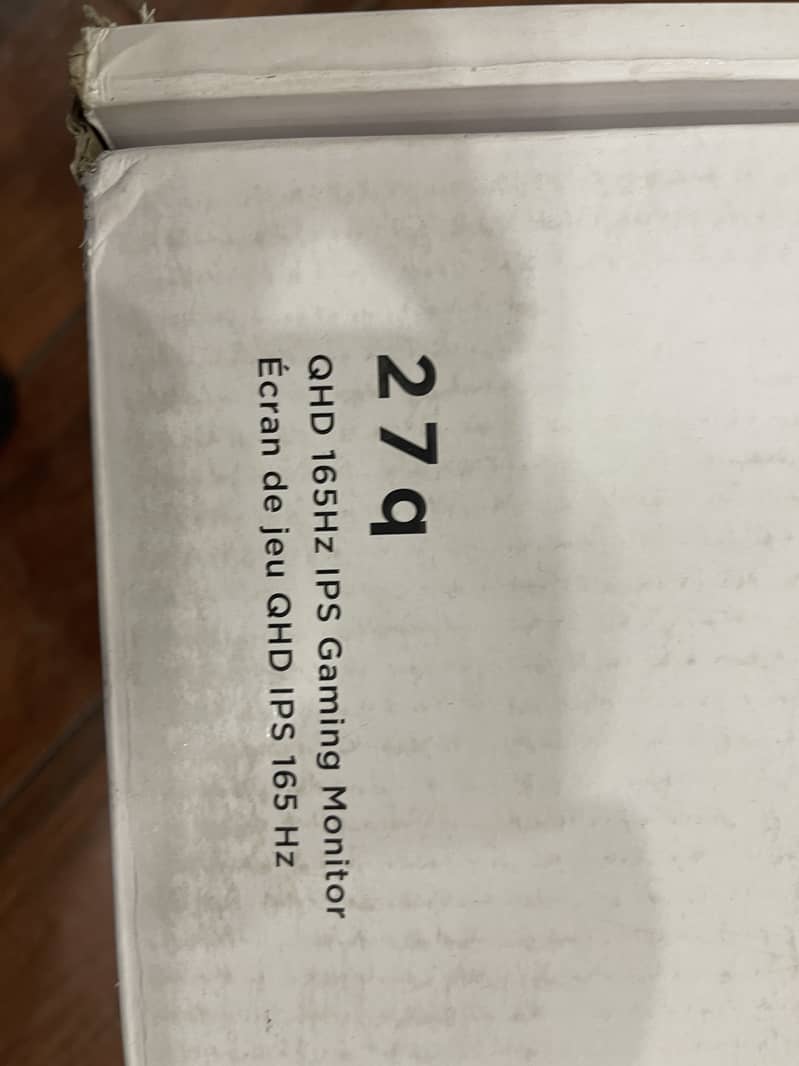 27q
QHD 165Hz IPS Gaming Monitor
Écran de jeu QHD IPS 165 Hz